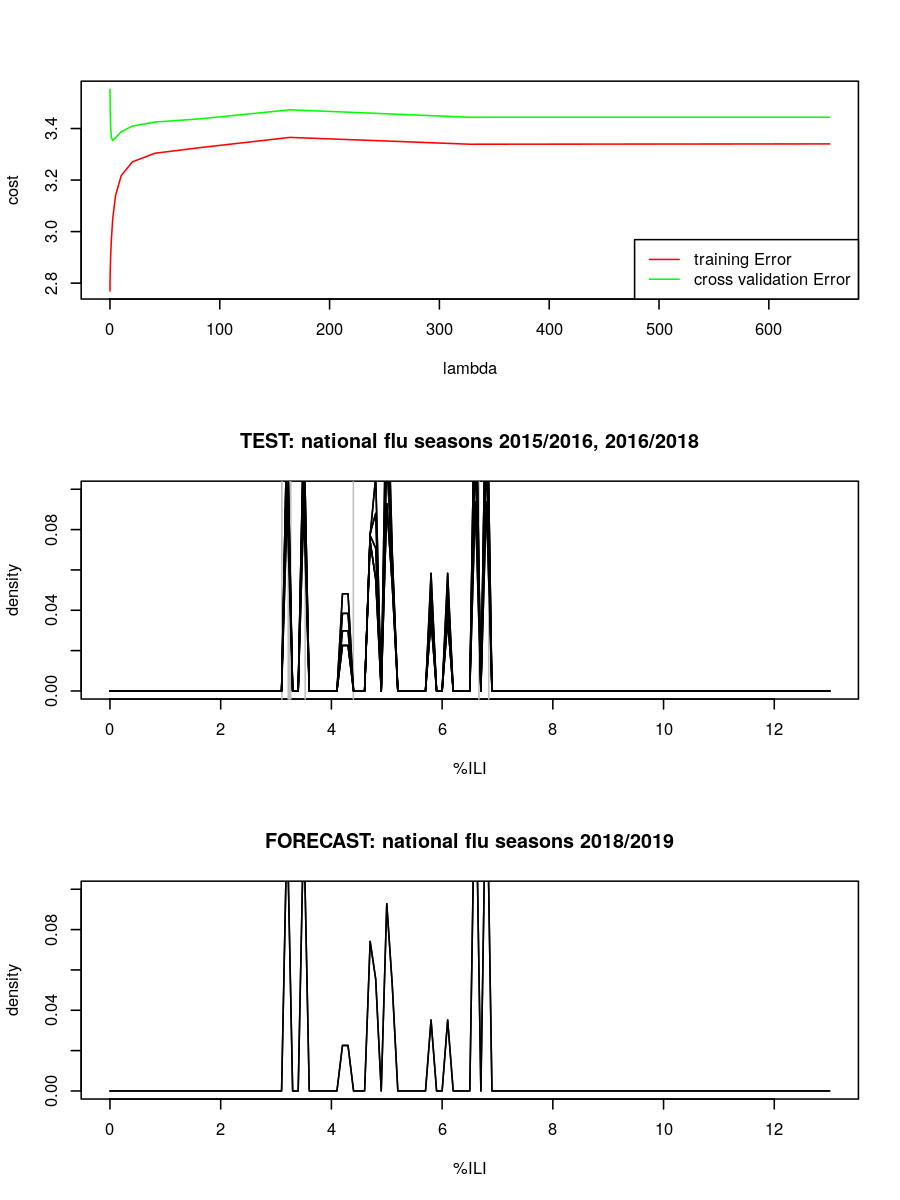 3.4
3.2
3.0
2.8
cost
training Error
cross validation Error
0 100 200 300 400 500 600
lambda
TEST: national flu seasons 2015/2016, 2016/2018
0.08
0.04
0.00
density
0 2 4 6 8 10 12
%ILI
FORECAST: national flu seasons 2018/2019
0.08
0.04
0.00
density
0 2 4 6 8 10 12
%ILI